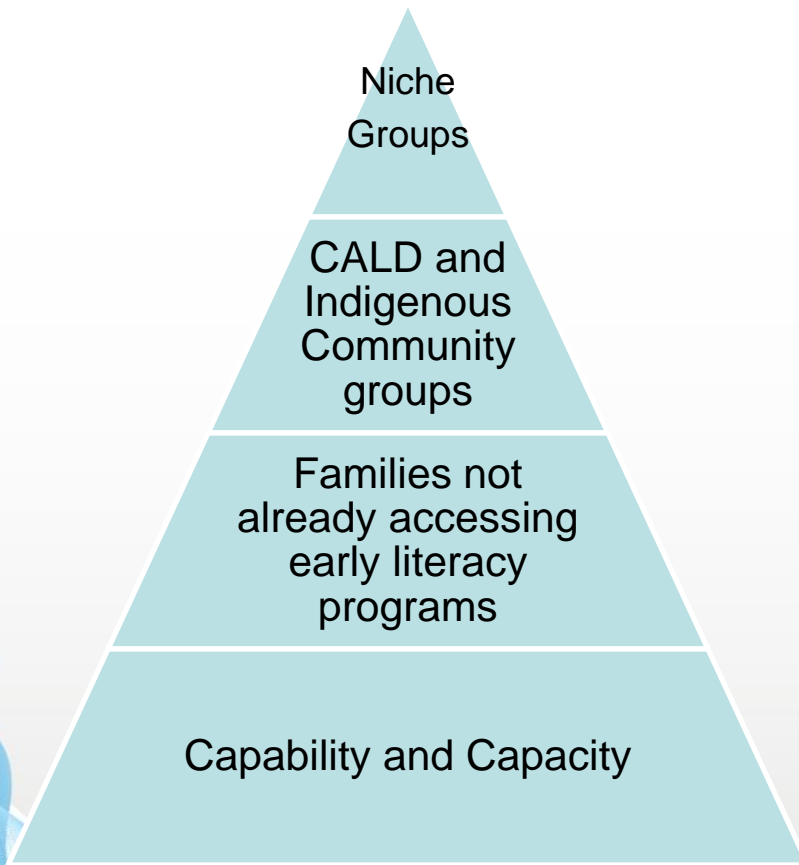 Niche
Groups
CALD and
Indigenous
Community
groups
Families not
already accessing
early literacy
programs
Capability and Capacity